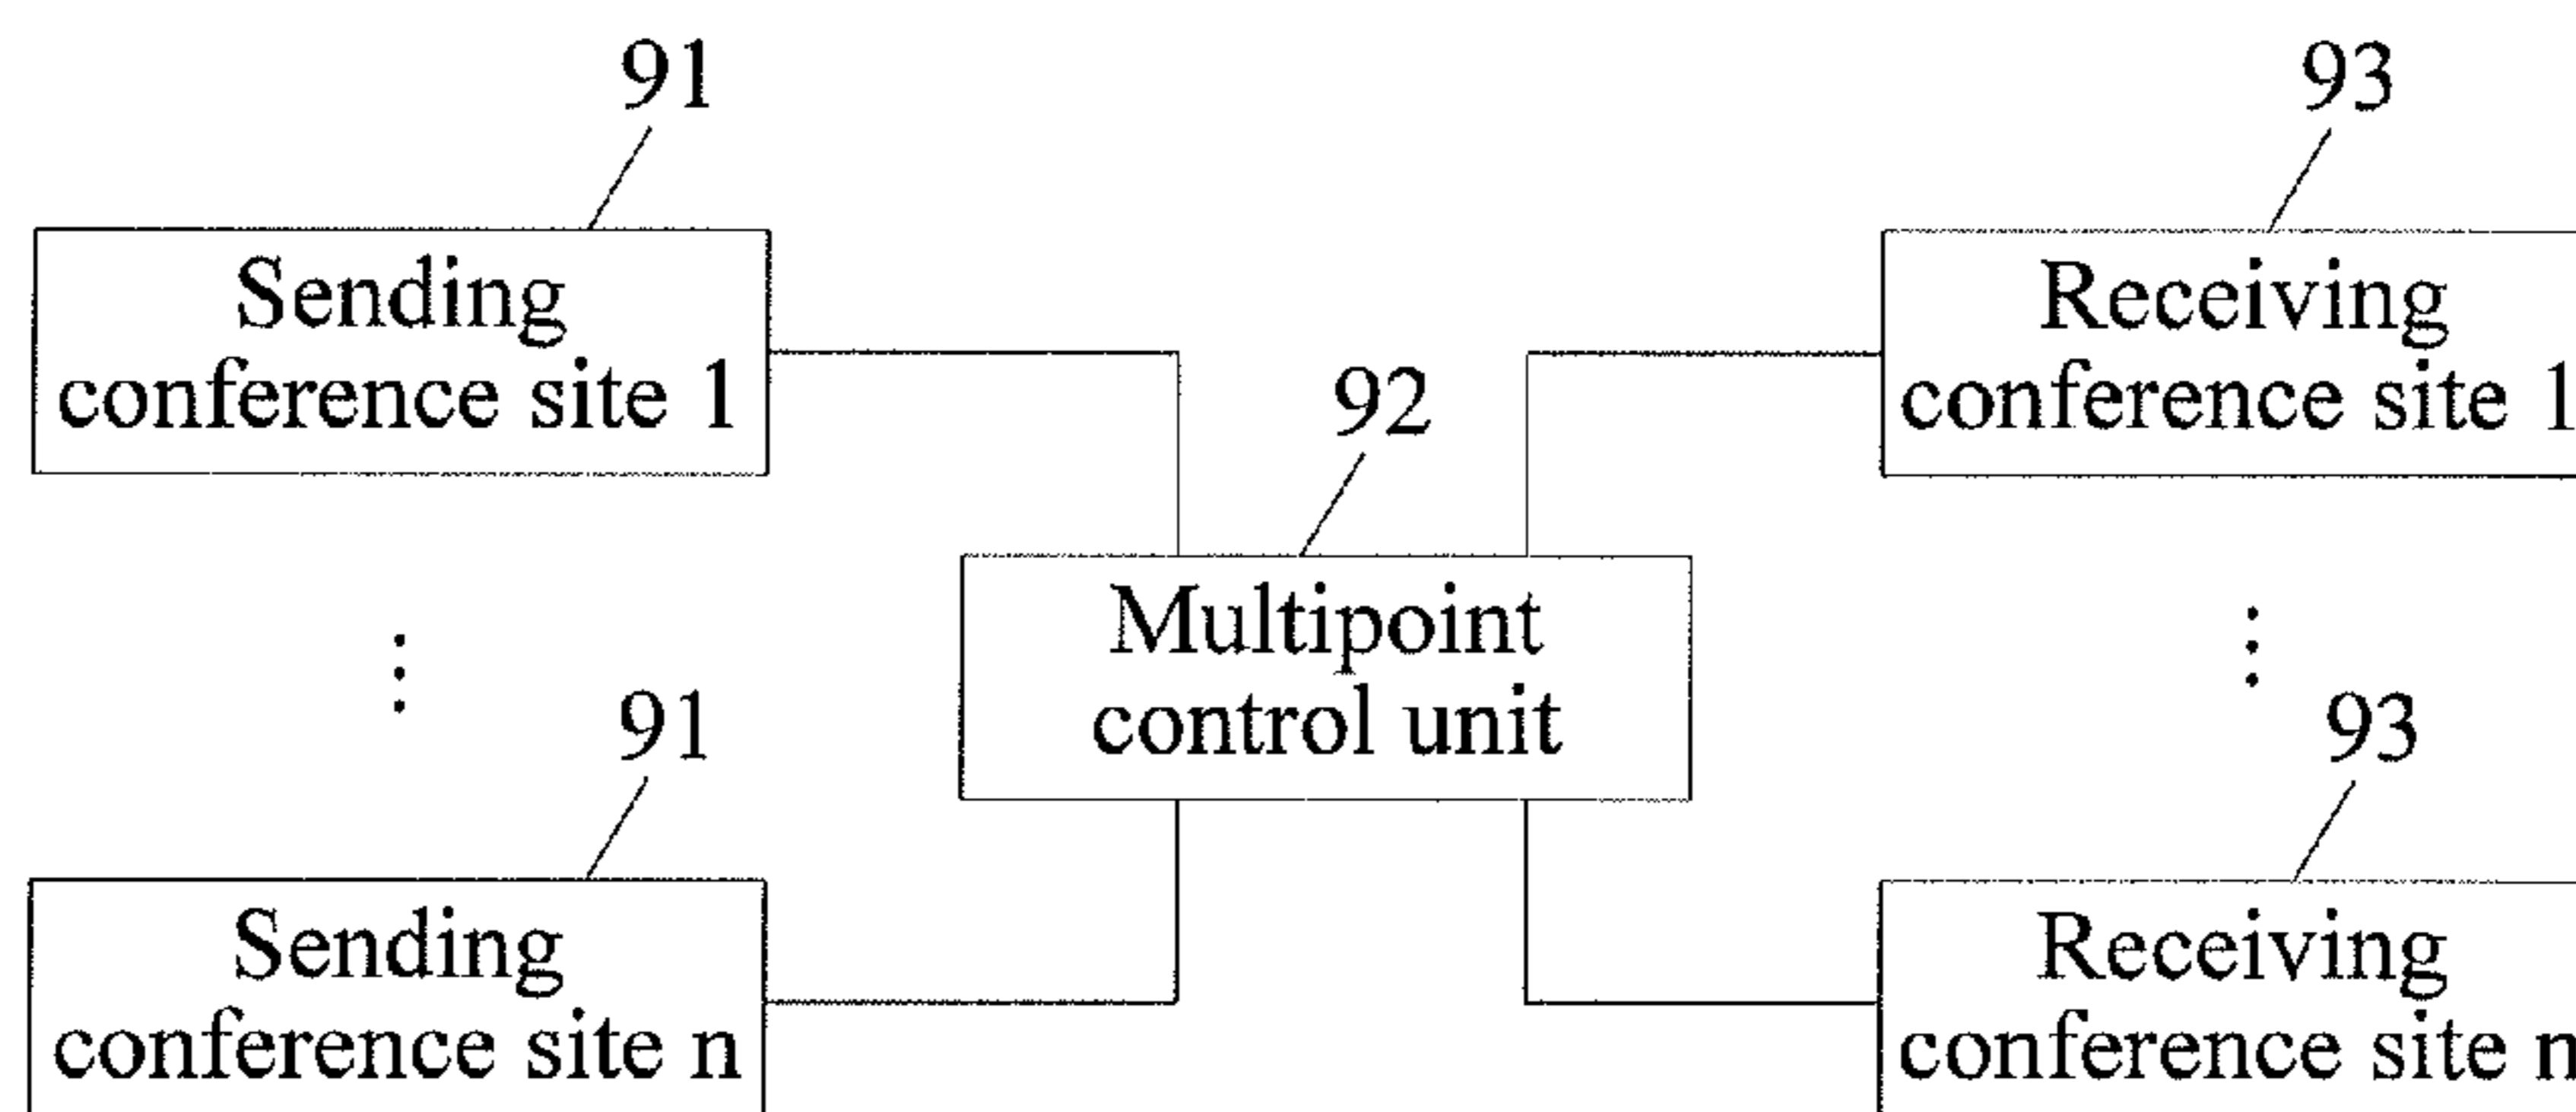 91
93
Sending
conference site 1
Receiving
conference site 1
92
Multipoint
control unit
91
93
Sending
conference site n
Receiving
conference site n